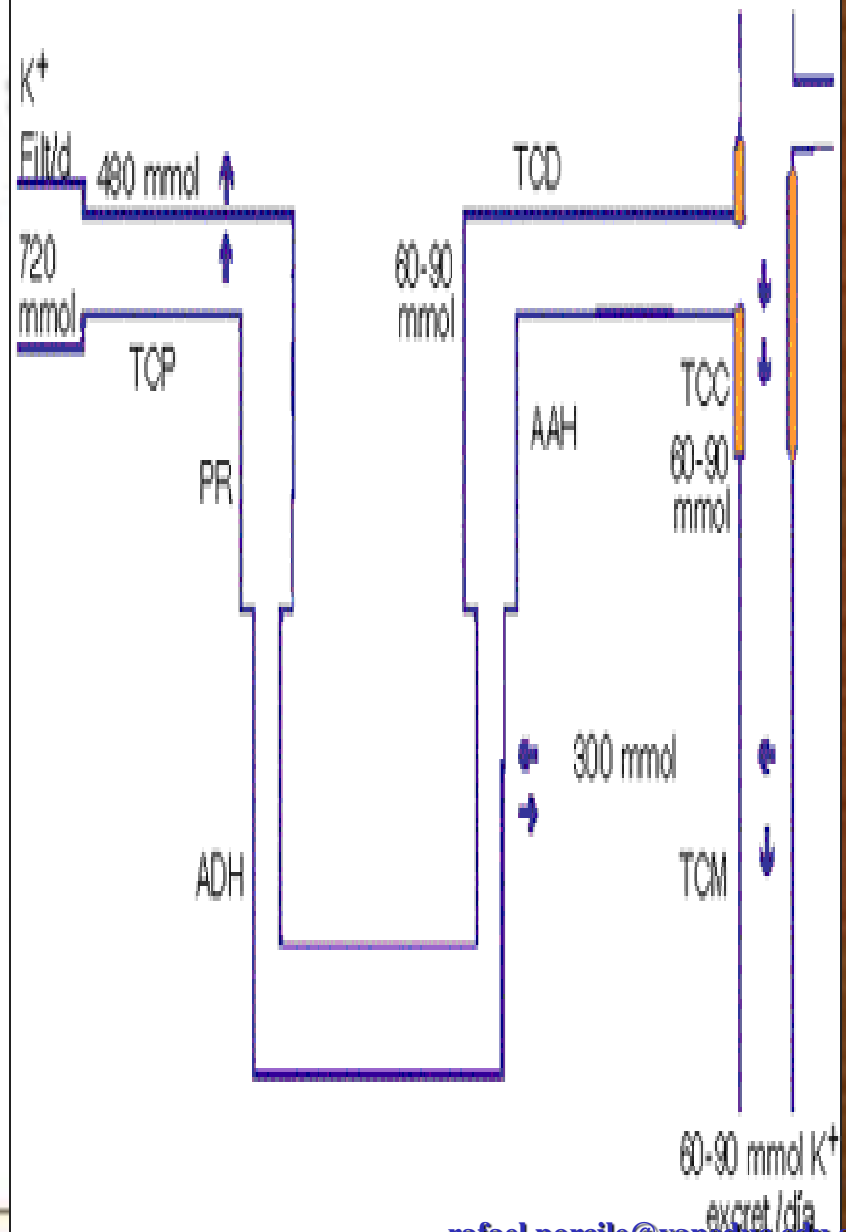 K⁺
Filt/d
480 mmol
720
mmol
TCP
PR
ADH
TCD
60-90
mmol
AAH
300 mmol
TCC
60-90
mmol
TCM
60-90 mmol K⁺
excret./día